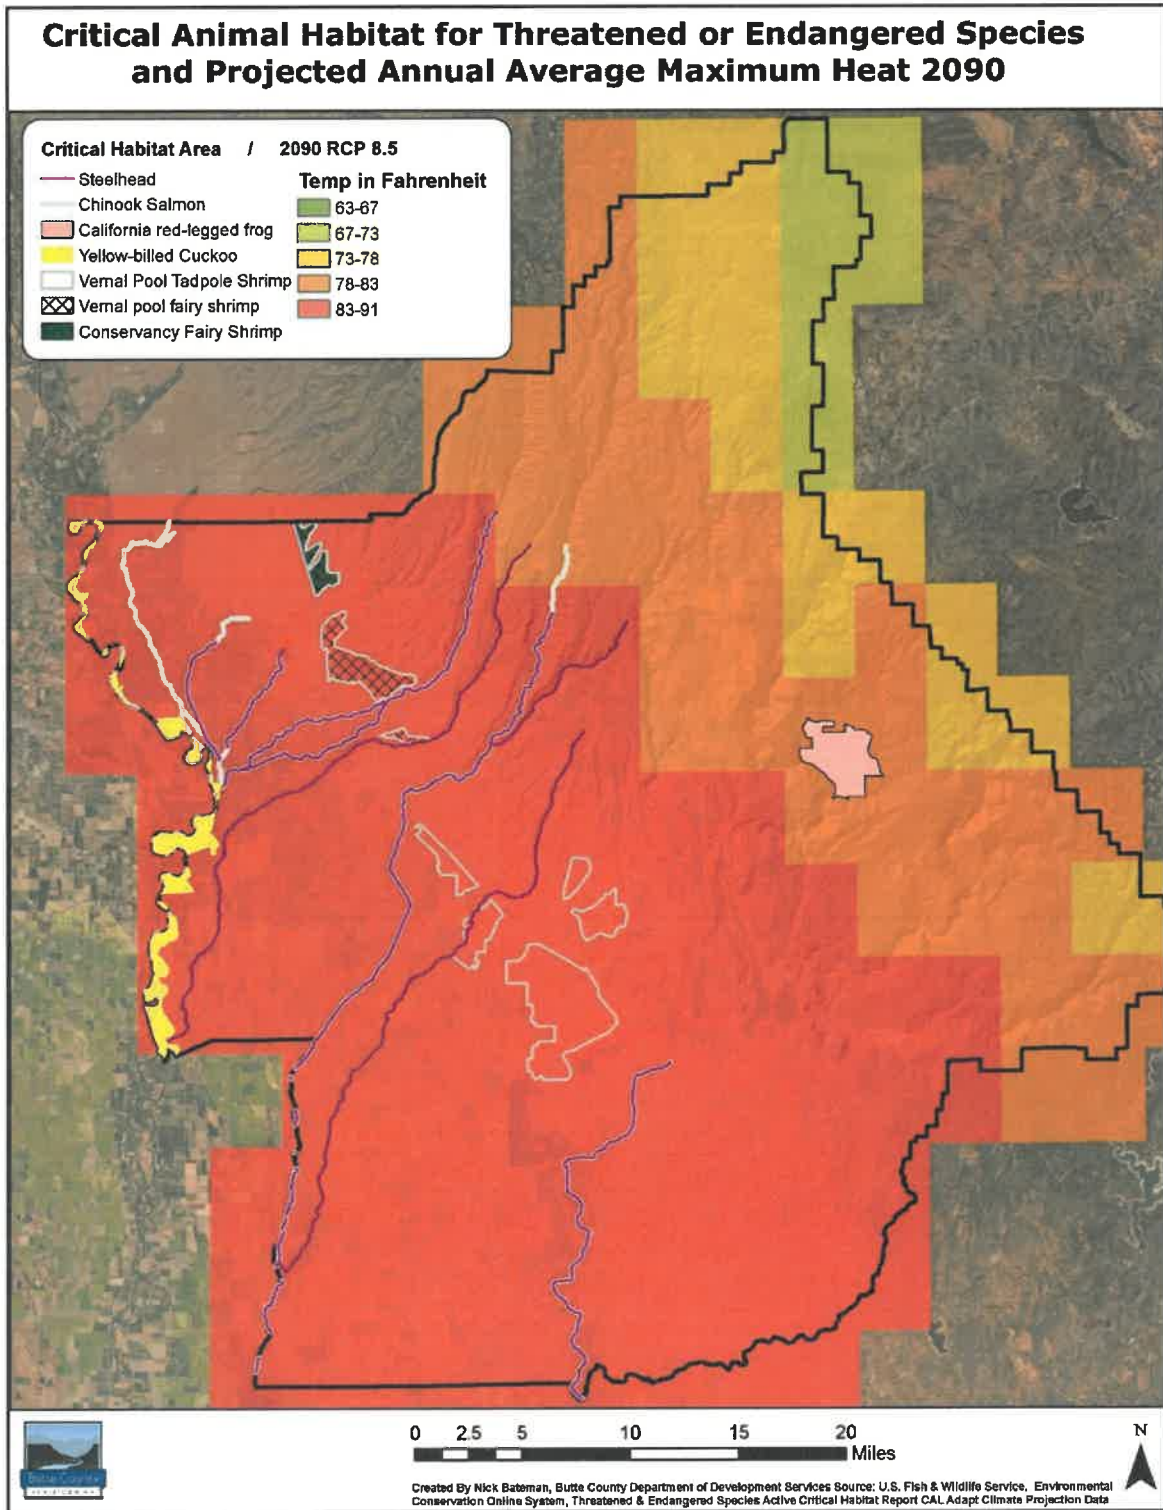 Critical Animal Habitat for Threatened or Endangered Species
and Projected Annual Average Maximum Heat 2090
Critical Habitat Area / 2090 RCP 8.5
Steelhead
Chinook Salmon
California red-legged frog
Yellow-billed Cuckoo
Vernal Pool Tadpole Shrimp
Vernal pool fairy shrimp
Conservancy Fairy Shrimp
Temp in Fahrenheit
63-67
67-73
73-78
78-83
83-91
0 2.5 5 10 15 20
Miles
N
Butte County
Created By Nick Bateman, Butte County Department of Development Services Source: U.S. Fish & Wildlife Service, Environmental
Conservation Online System, Threatened & Endangered Species Active Critical Habitat Report CAL Adapt Climate Projection Data